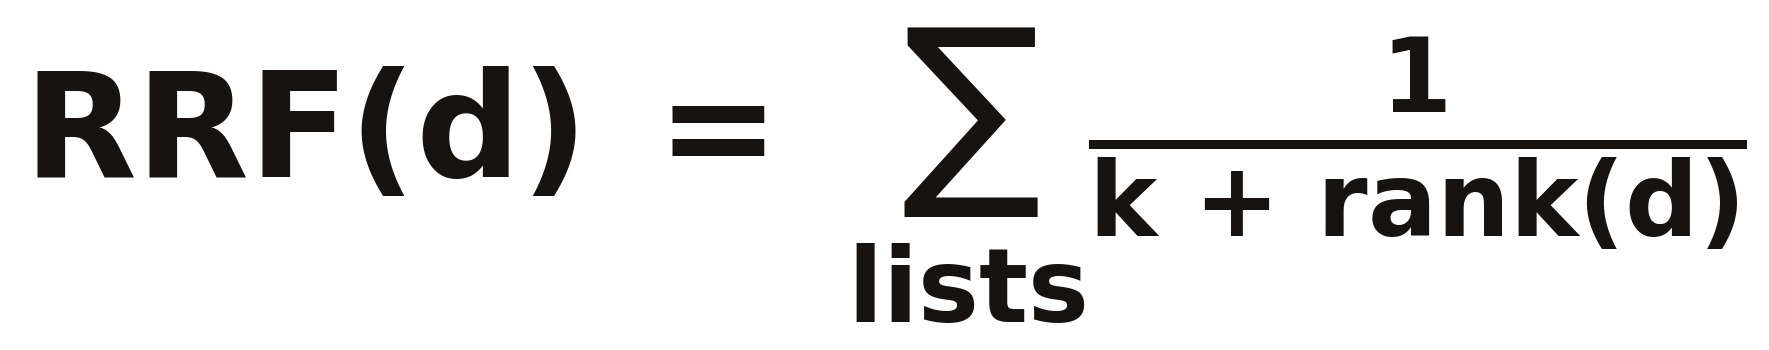 RRF(d) = ∑ 1
k + rank(d)
lists